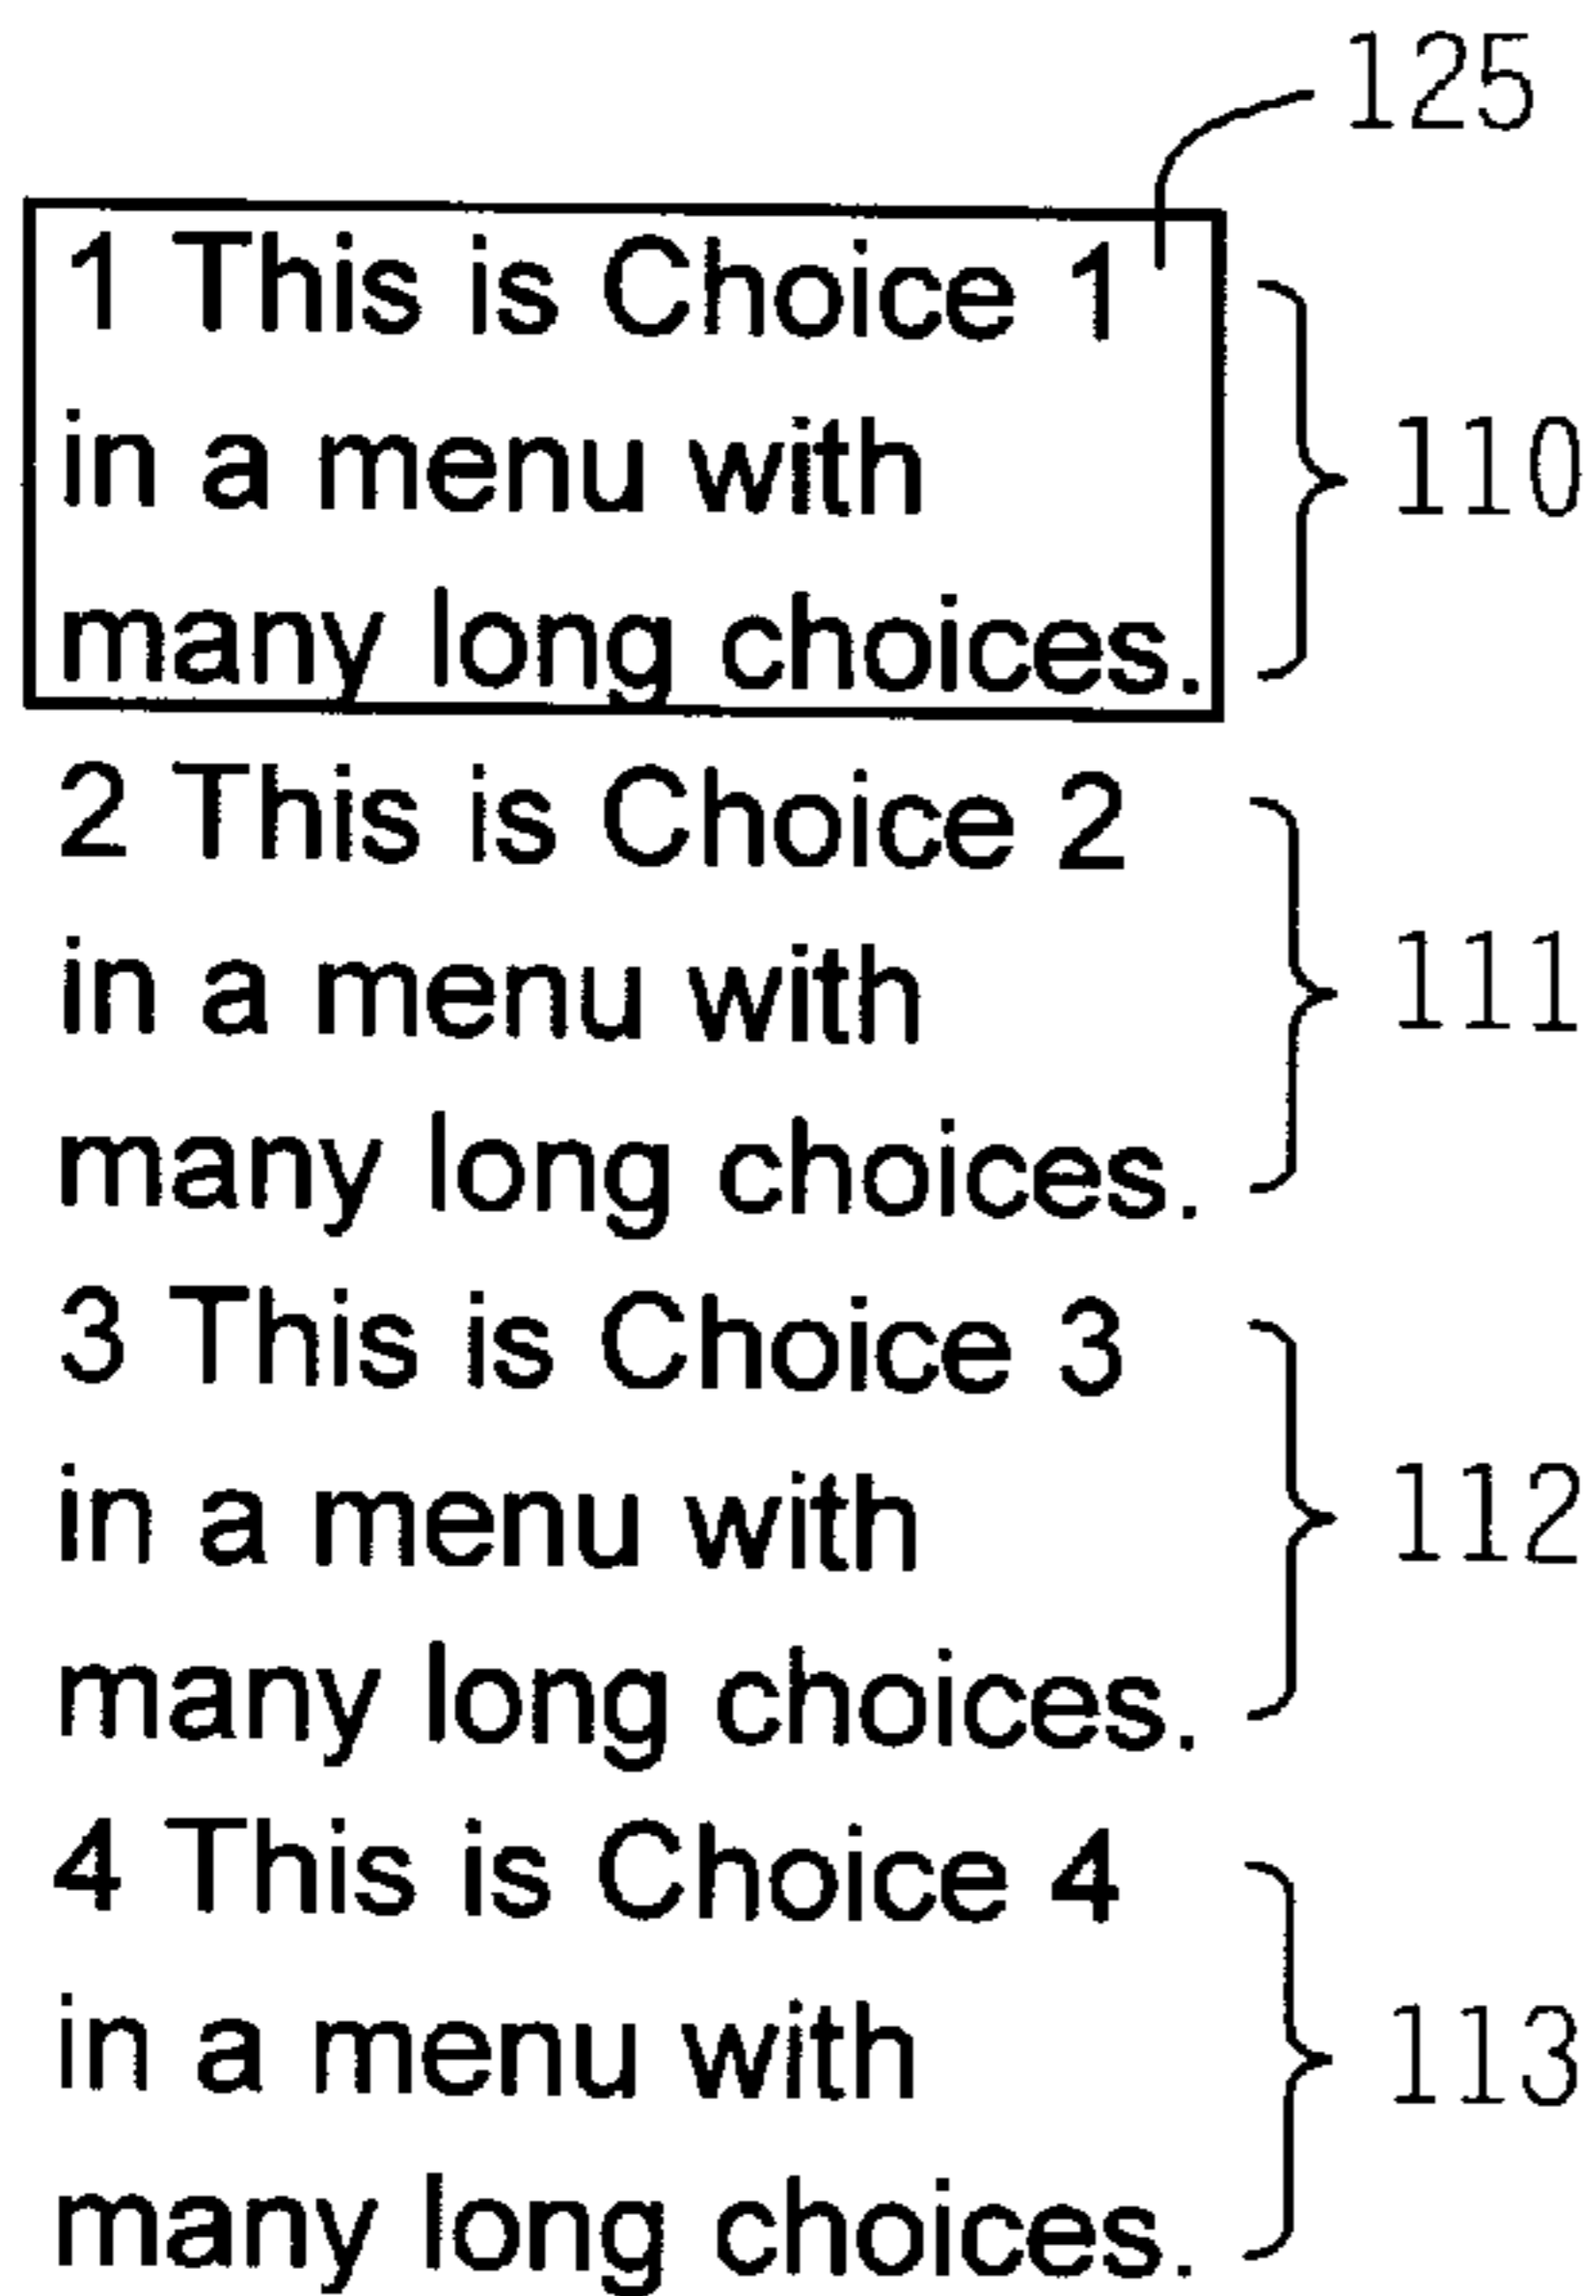 125
1 This is Choice 1
in a menu with
many long choices.
110
2 This is Choice 2
in a menu with
many long choices.
111
3 This is Choice 3
in a menu with
many long choices.
112
4 This is Choice 4
in a menu with
many long choices.
113